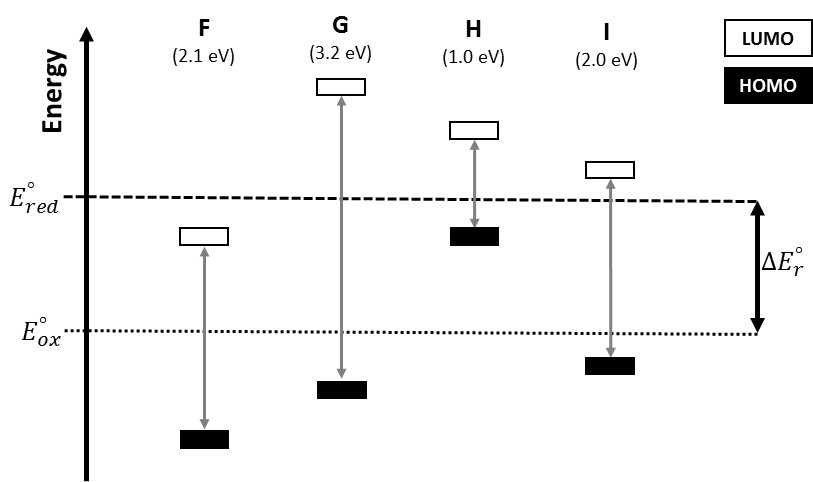 F
(2.1 eV)
G
(3.2 eV)
H
(1.0 eV)
I
(2.0 eV)
LUMO
HOMO
Energy
E°red
E°ox
ΔE°r